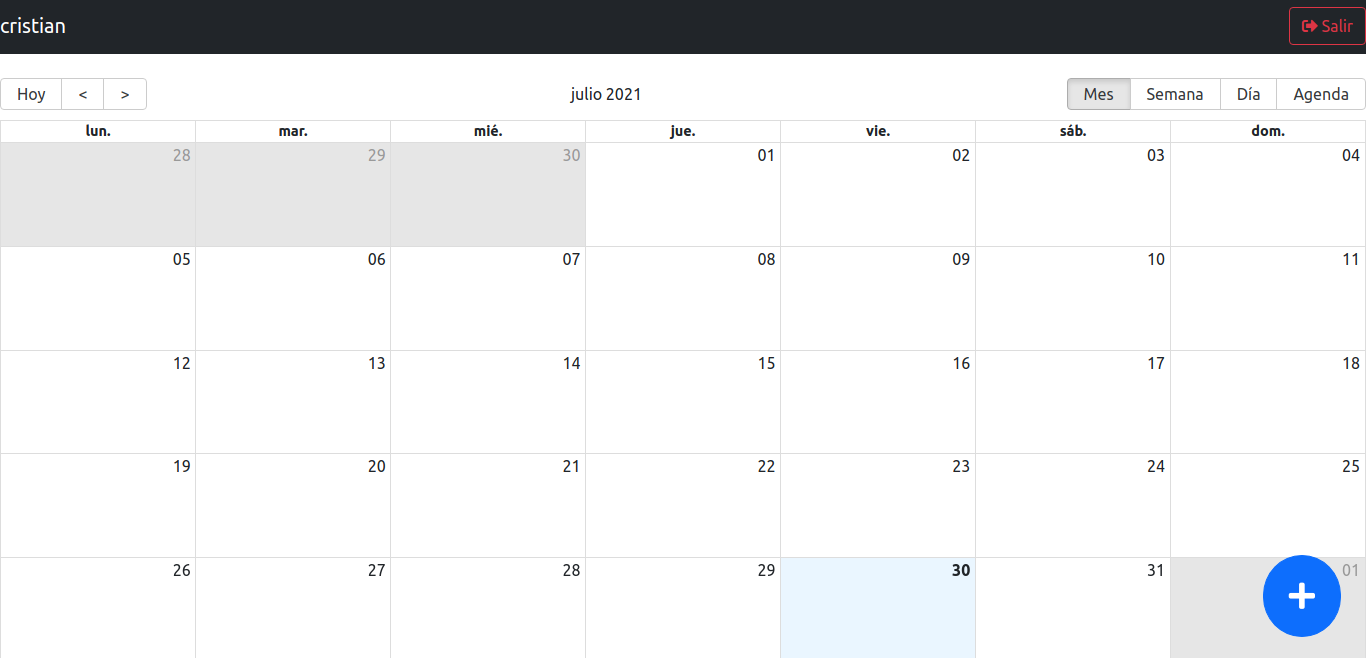 cristian Salir
Hoy < > julio 2021 Mes Semana Día Agenda
lun. mar. mié. jue. vie. sáb. dom.
28 29 30 01 02 03 04
05 06 07 08 09 10 11
12 13 14 15 16 17 18
19 20 21 22 23 24 25
26 27 28 29 30 31 01